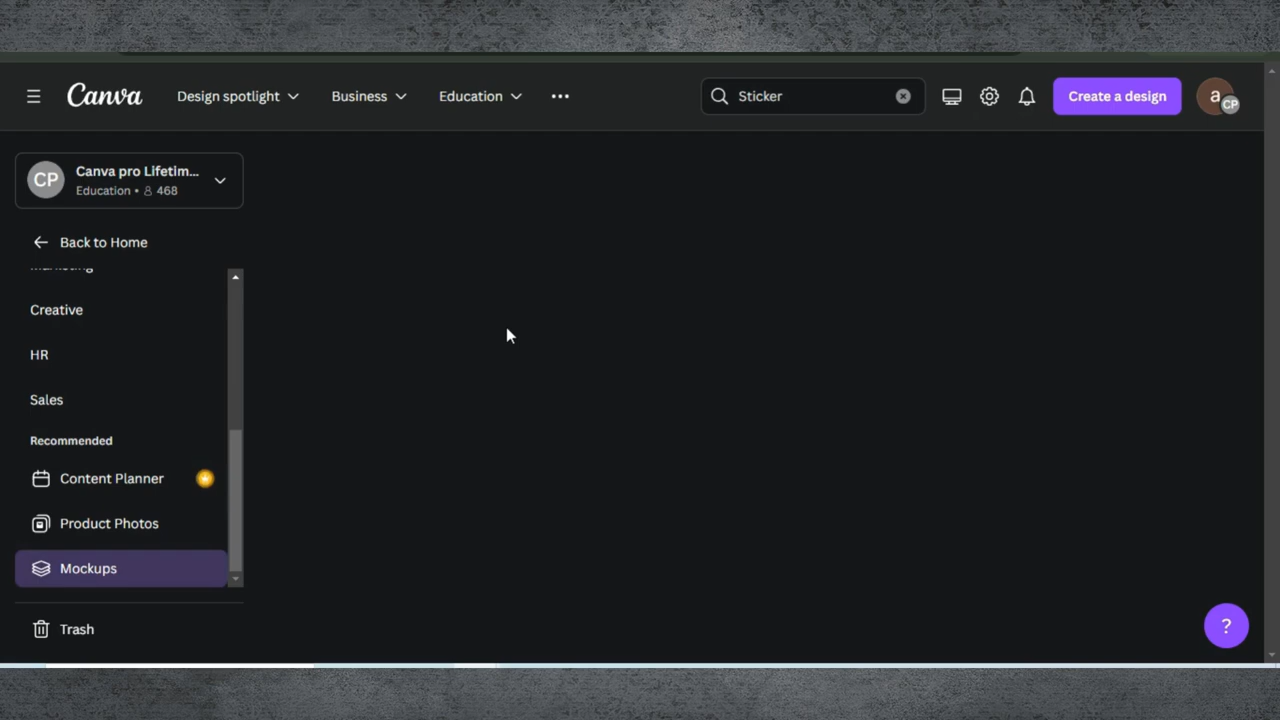 Canva
Design spotlight
Business
Education
Sticker
Create a design
a
CP
CP
Canva pro Lifetim...
Education • 468
Back to Home
Marketing
Creative
HR
Sales
Recommended
Content Planner
Product Photos
Mockups
Trash
?